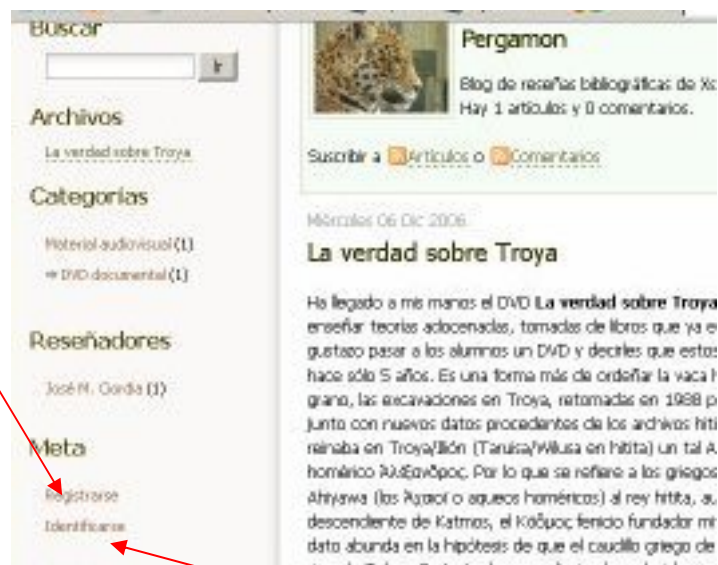 Buscar
Ir
Archivos
La verdad sobre Troya
Categorías
Material audiovisual (1)
⇒ DVD documental (1)
Reseñadores
José M. Gordia (1)
Meta
Registrarse
Identificarse
Pergamon
Blog de reseñas bibliográficas de
Hay 1 artículos y 0 comentarios.
Suscribir a Artículos o Comentarios
Miércoles 06 Dic 2006
La verdad sobre Troya
Ha llegado a mis manos el DVD La verdad sobre Troya
enseñar teorías adocenadas, tomadas de libros que ya
gustazo pasar a los alumnos un DVD y decirles que estos
hace sólo 5 años. Es una forma más de ordeñar la vaca
grano, las excavaciones en Troya, retomadas en 1988
junto con nuevos datos procedentes de los archivos
reinaba en Troya/Ilión (Taruisa/Wilusa en hitita) un tal A
homérico Ἀλέξανδρος. Por lo que se refiere a los griegos
Ahiyawa (los Ἀχαιοί o aqueos homéricos) al rey hitita,
descendiente de Katmos, el Κάδμος fenicio fundador
dato abunda en la hipótesis de que el caudillo griego de